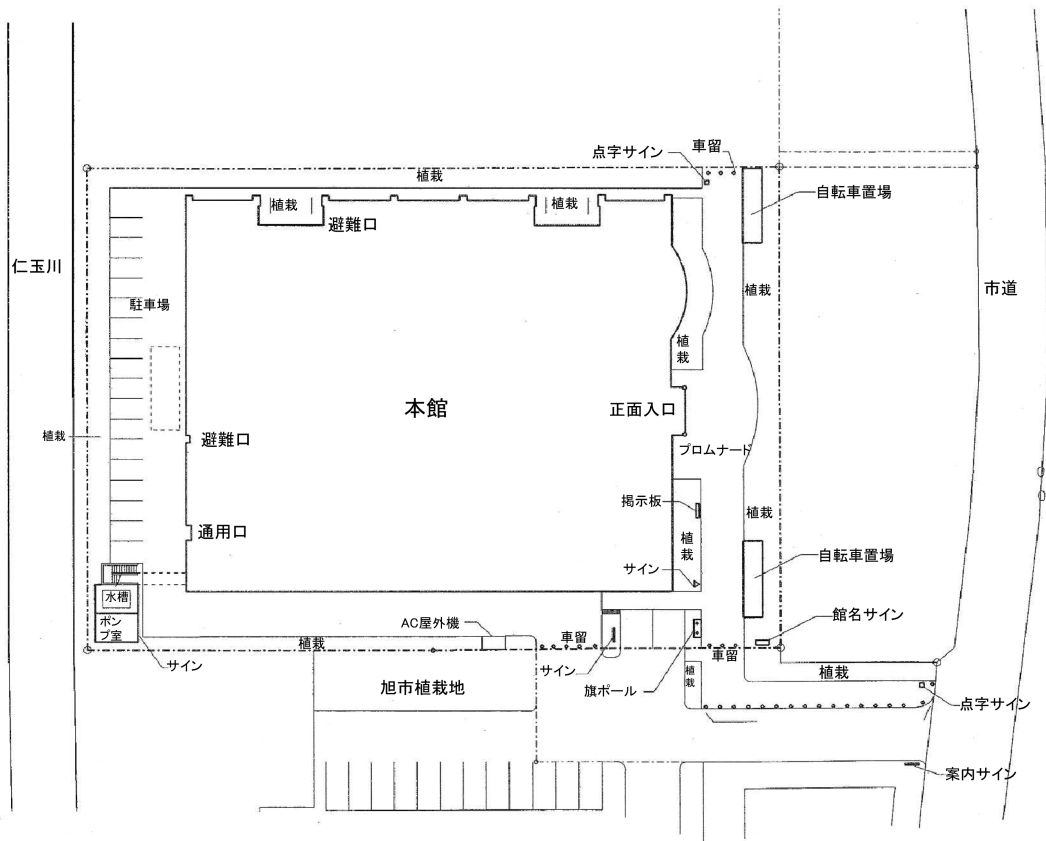 点字サイン
車留
植栽
自転車置場
植栽
植栽
避難口
仁玉川
市道
植栽
駐車場
植栽
本館
正面入口
植栽
避難口
プロムナード
掲示板
植栽
通用口
植栽
自転車置場
サイン
水槽
館名サイン
ポン
プ室
AC屋外機
車留
植栽
車留
サイン
サイン
植栽
植栽
旭市植栽地
旗ポール
点字サイン
案内サイン